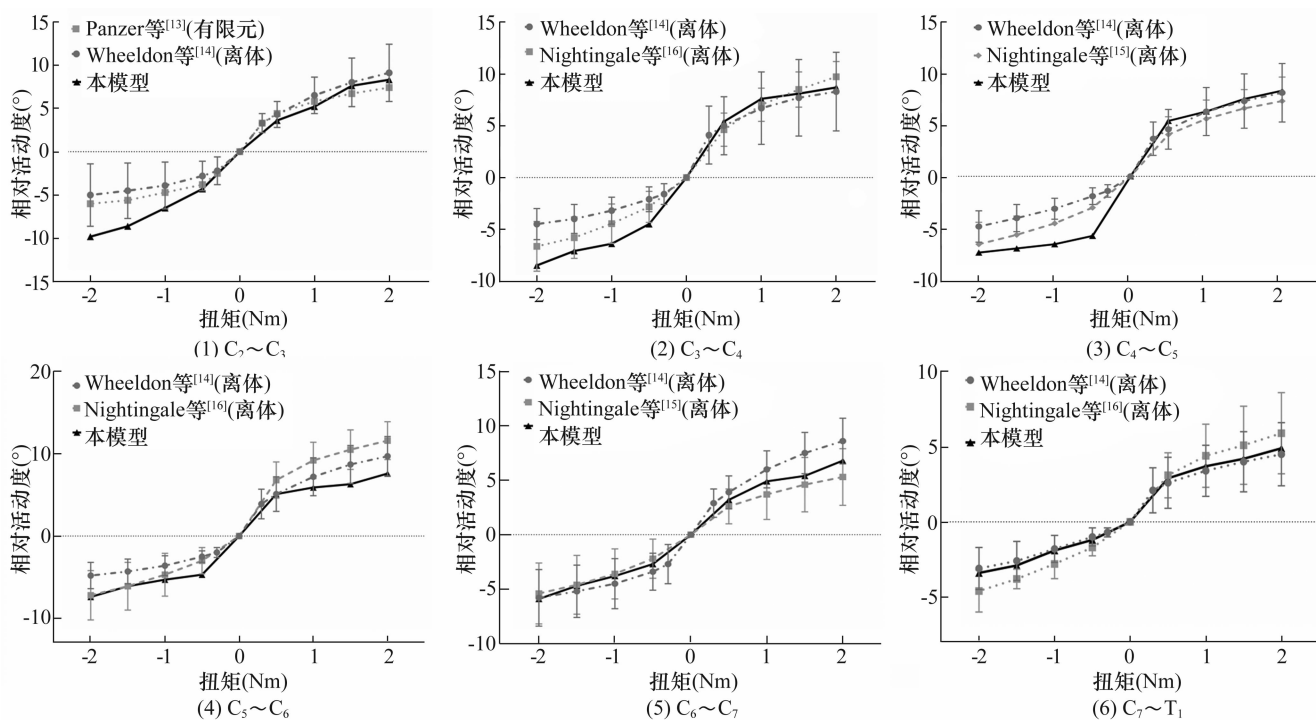 15
10
5
0
-5
-10
-15
相对活动度(°)
Panzer等[13](有限元)
Wheeldon等[14](离体)
本模型
-2 -1 0 1 2
扭矩(Nm)
(1) C₂～C₃
15
10
5
0
-5
-10
相对活动度(°)
Wheeldon等[14](离体)
Nightingale等[16](离体)
本模型
-2 -1 0 1 2
扭矩(Nm)
(2) C₃～C₄
15
10
5
0
-5
-10
相对活动度(°)
Wheeldon等[14](离体)
Nightingale等[15](离体)
本模型
-2 -1 0 1 2
扭矩(Nm)
(3) C₄～C₅
20
10
0
-10
相对活动度(°)
Wheeldon等[14](离体)
Nightingale等[16](离体)
本模型
-2 -1 0 1 2
扭矩(Nm)
(4) C₅～C₆
15
10
5
0
-5
-10
相对活动度(°)
Wheeldon等[14](离体)
Nightingale等[15](离体)
本模型
-2 -1 0 1 2
扭矩(Nm)
(5) C₆～C₇
10
5
0
-5
相对活动度(°)
Wheeldon等[14](离体)
Nightingale等[16](离体)
本模型
-2 -1 0 1 2
扭矩(Nm)
(6) C₇～T₁